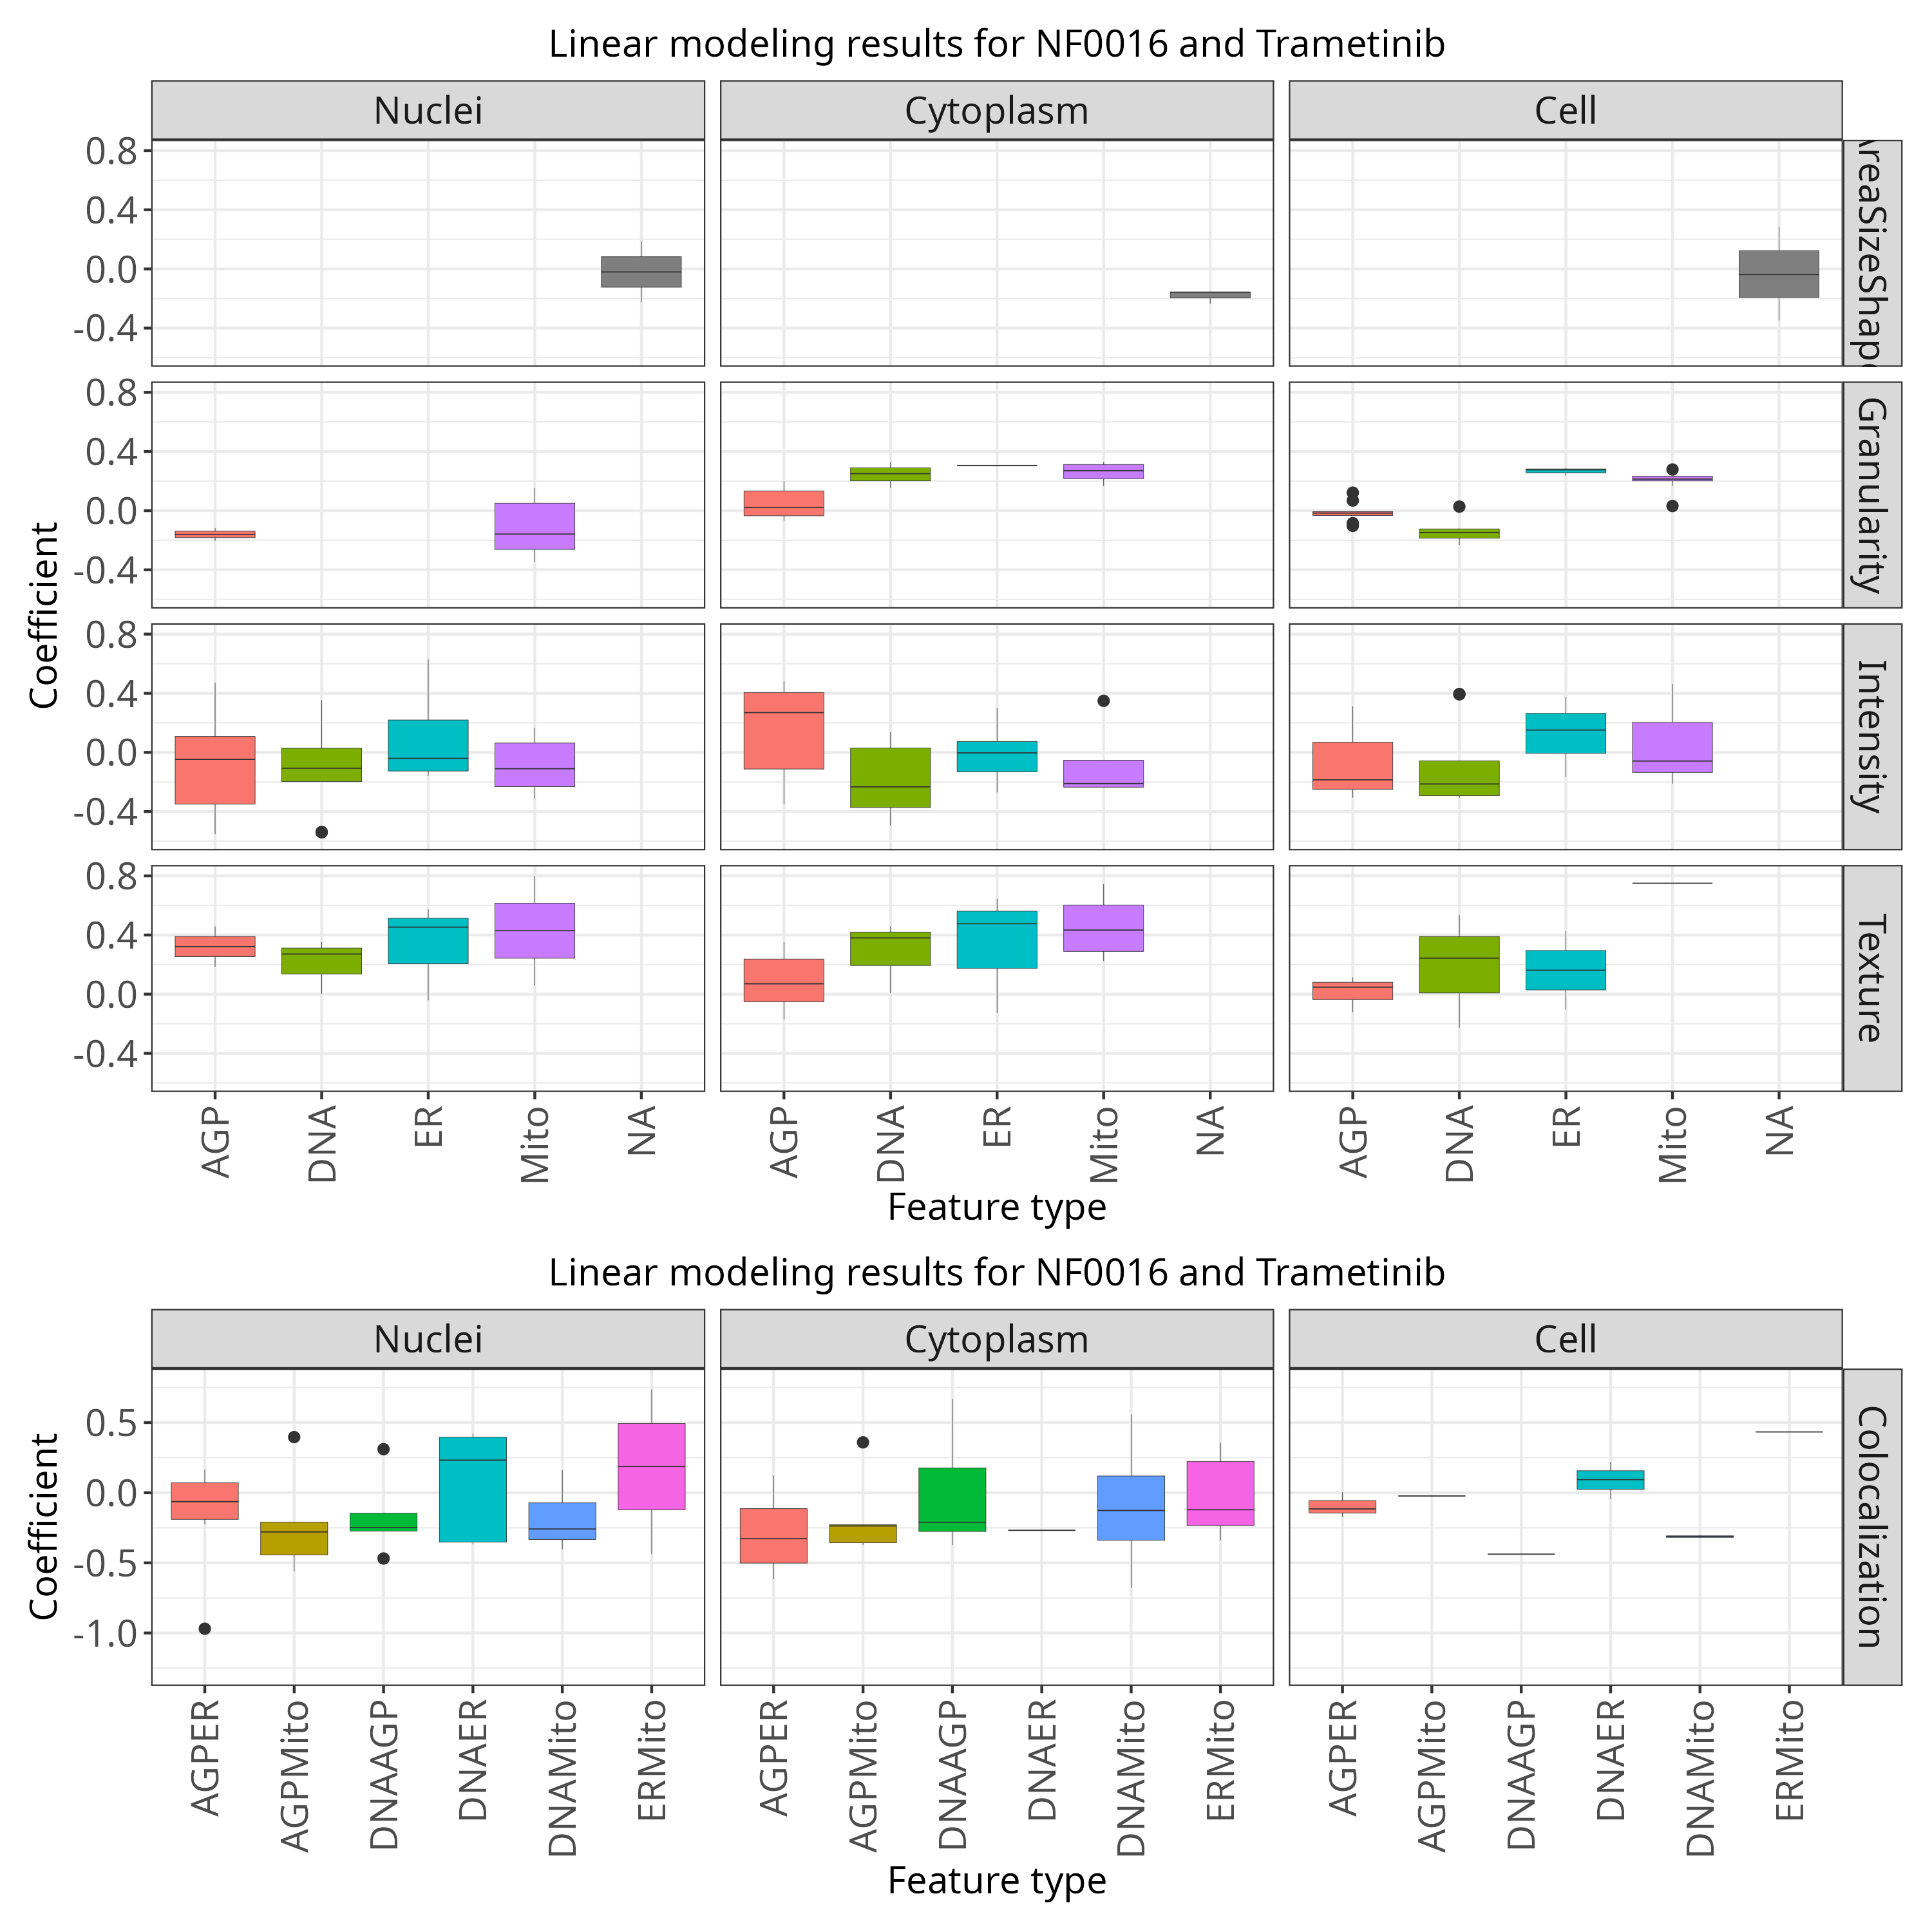 Linear modeling results for NF0016 and Trametinib
Nuclei Cytoplasm Cell
0.8
0.4
0.0
-0.4
reaSizeShap
0.8
0.4
0.0
-0.4
Granularity
0.8
0.4
0.0
-0.4
Intensity
0.8
0.4
0.0
-0.4
Texture
Coefficient
AGP DNA ER Mito NA AGP DNA ER Mito NA AGP DNA ER Mito NA
Feature type
Linear modeling results for NF0016 and Trametinib
Nuclei Cytoplasm Cell
0.5
0.0
-0.5
-1.0
Colocalization
Coefficient
AGPER AGPMito DNAAGP DNAER DNAMito ERMito AGPER AGPMito DNAAGP DNAER DNAMito ERMito AGPER AGPMito DNAAGP DNAER DNAMito ERMito
Feature type